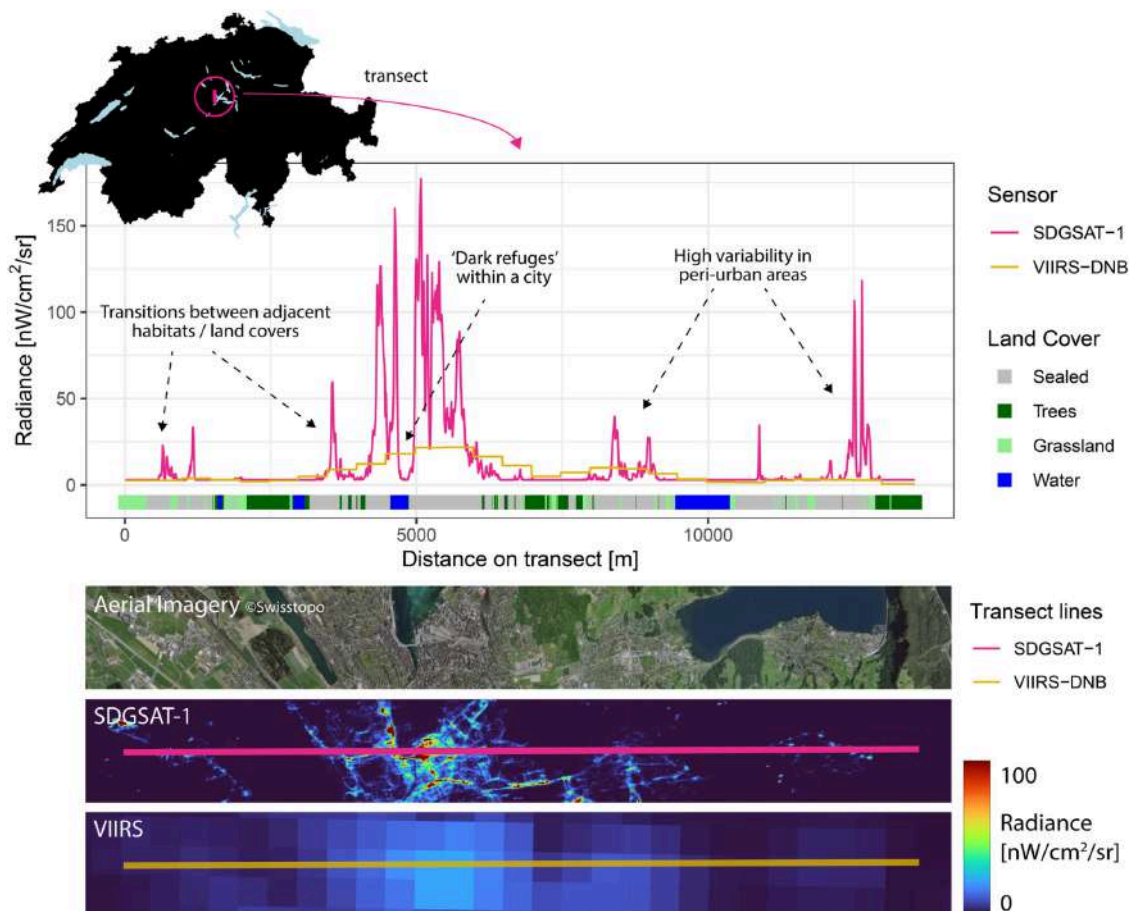 transect
Radiance [nW/cm²/sr]
150
100
50
0
Transitions between adjacent
habitats / land covers
'Dark refuges'
within a city
High variability in
peri-urban areas
0
5000
10000
Distance on transect [m]
Sensor
SDGSAT-1
VIIRS-DNB
Land Cover
Sealed
Trees
Grassland
Water
Aerial Imagery ©Swisstopo
SDGSAT-1
VIIRS
Transect lines
SDGSAT-1
VIIRS-DNB
100
Radiance
[nW/cm²/sr]
0